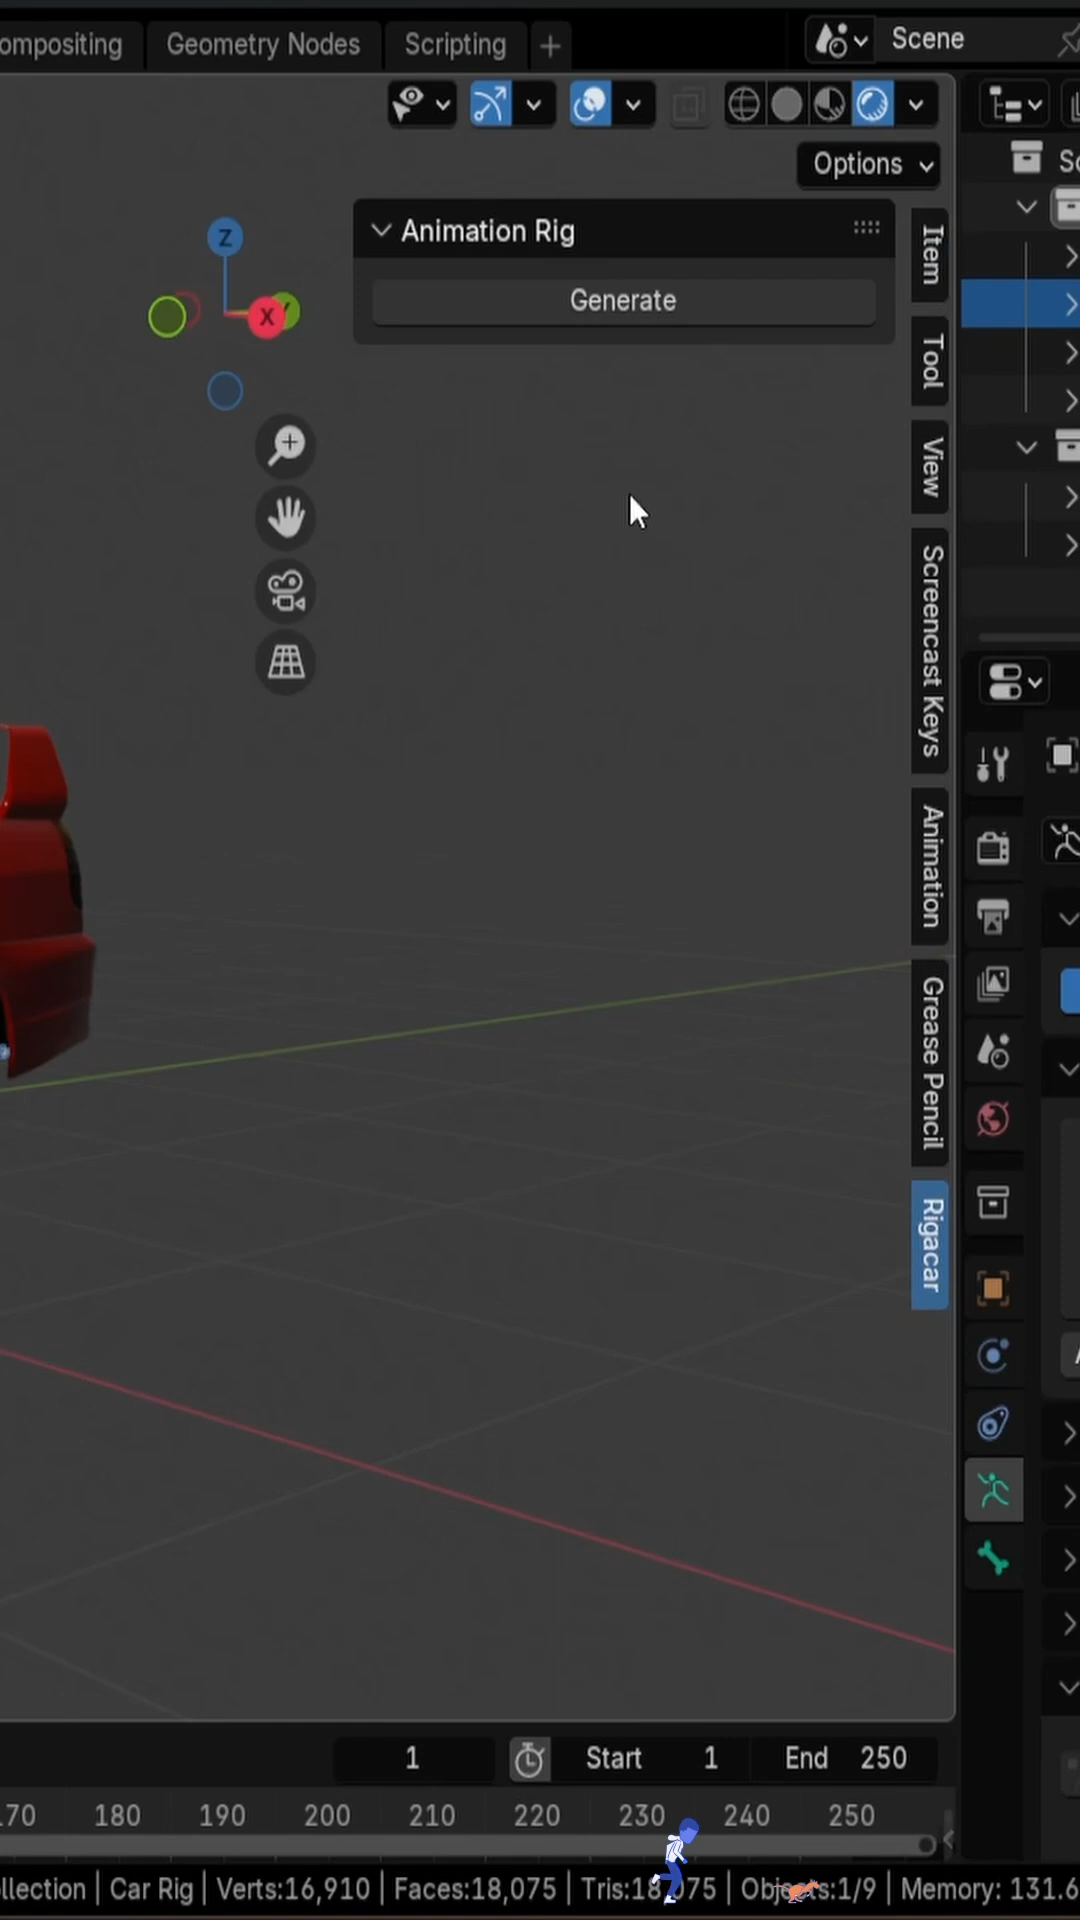 ompositing
Geometry Nodes
Scripting
+
Scene
Options
Sc
Animation Rig
Generate
Z
X
Y
Item
Tool
View
Screencast Keys
Animation
Grease Pencil
Rigacar
1
Start 1
End 250
70 180 190 200 210 220 230 240 250
llection | Car Rig | Verts:16,910 | Faces:18,075 | Tris:18,075 | Objects:1/9 | Memory: 131.6